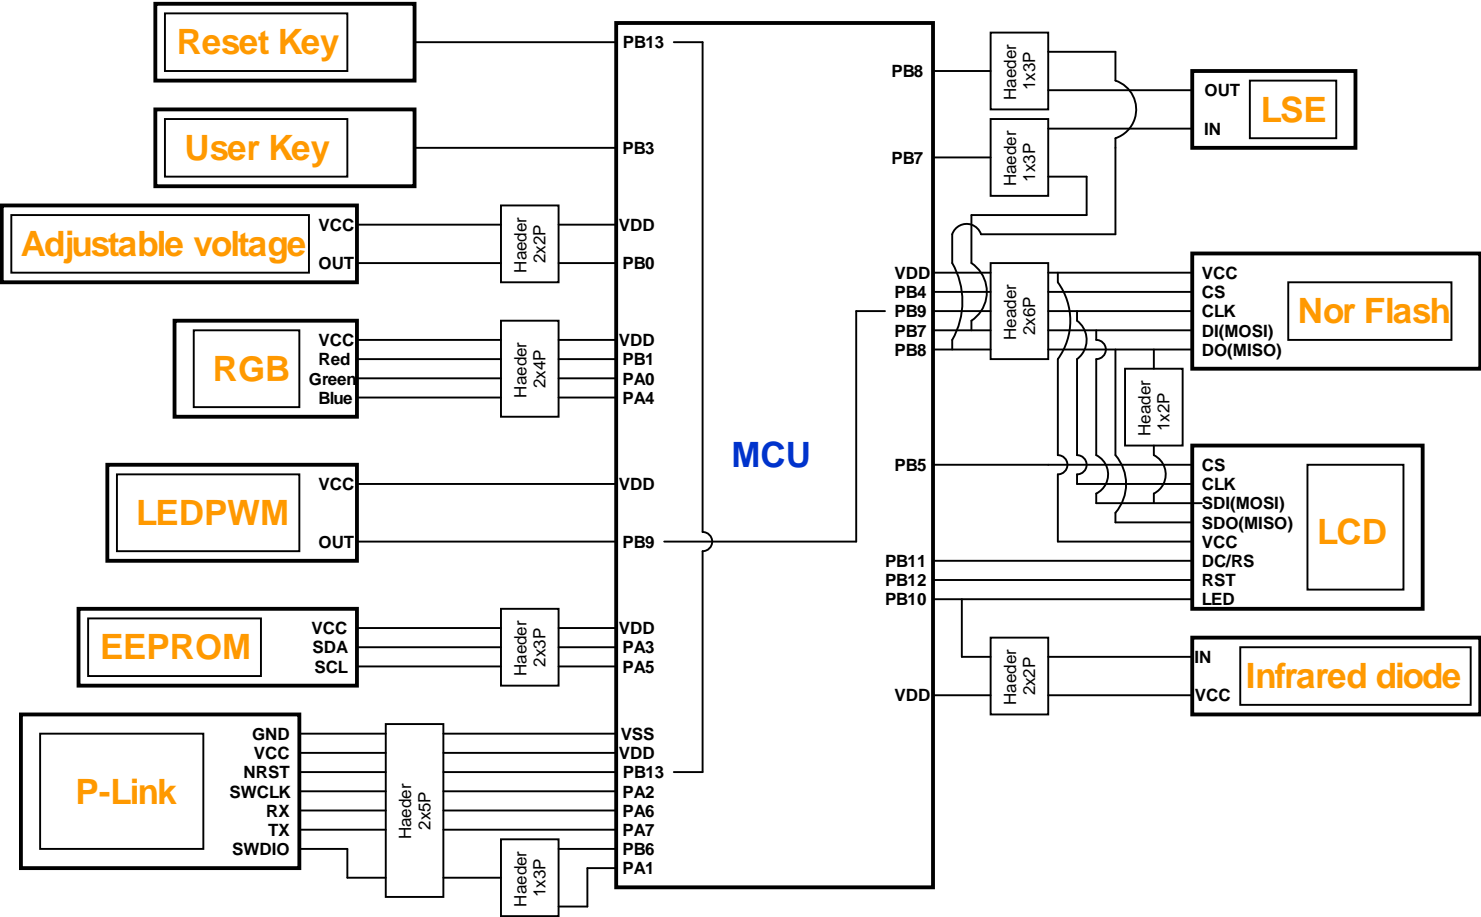 Reset Key
PB13
User Key
PB3
Adjustable voltage
VCC
OUT
Haeder
2x2P
VDD
PB0
RGB
VCC
Red
Green
Blue
Haeder
2x4P
VDD
PB1
PA0
PA4
LEDPWM
VCC
OUT
VDD
PB9
EEPROM
VCC
SDA
SCL
Haeder
2x3P
VDD
PA3
PA5
P-Link
GND
VCC
NRST
SWCLK
RX
TX
SWDIO
Haeder
2x5P
Haeder
1x3P
VSS
VDD
PB13
PA2
PA6
PA7
PB6
PA1
MCU
PB8
Haeder
1x3P
PB7
Haeder
1x3P
OUT
IN
LSE
VDD
PB4
PB9
PB7
PB8
Header
2x6P
VCC
CS
CLK
DI(MOSI)
DO(MISO)
Nor Flash
Header
1x2P
PB5
PB11
PB12
PB10
CS
CLK
SDI(MOSI)
SDO(MISO)
VCC
DC/RS
RST
LED
LCD
VDD
Haeder
2x2P
IN
VCC
Infrared diode